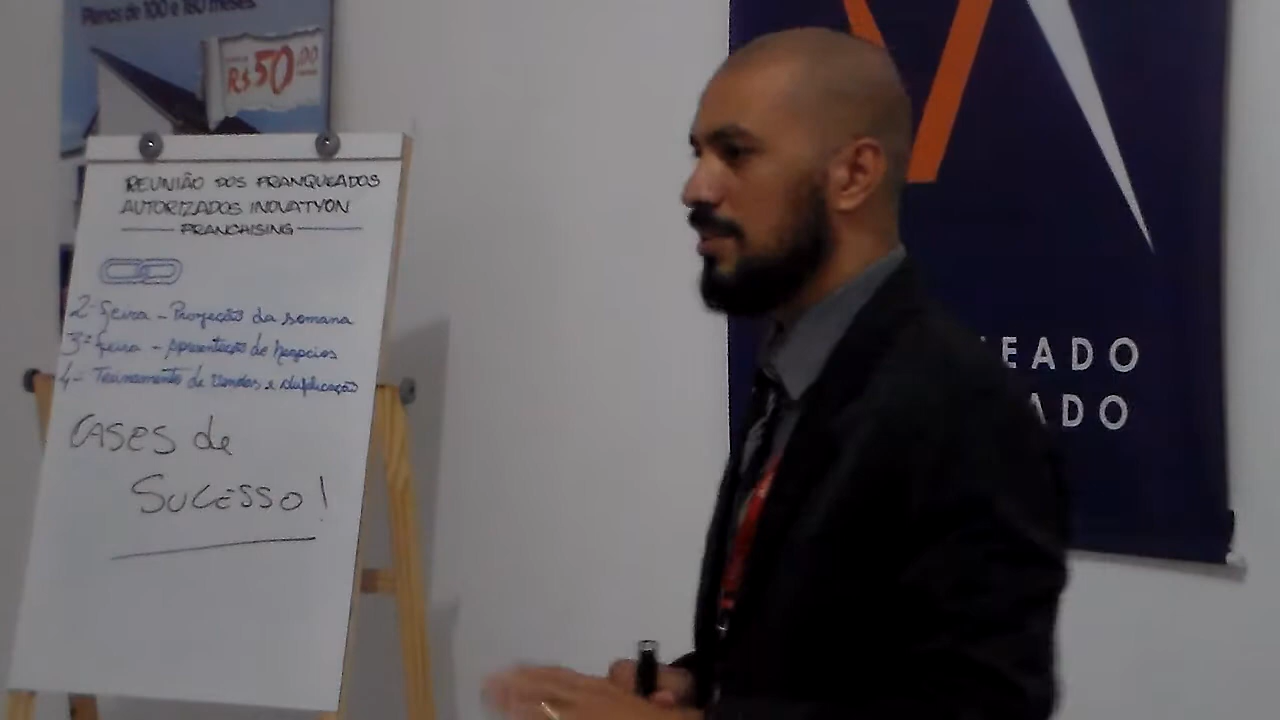 Planos de 100 e 180 meses
R$50,00
REUNIÃO DOS FRANQUEADOS
AUTORIZADOS INOVATYON
FRANCHISING
2ª feira - Projeção da semana
3ª feira - Apresentação de Negócios
4 - Treinamento de Vendas e duplicação
CASES de
SUCESSO!
EADO
ADO